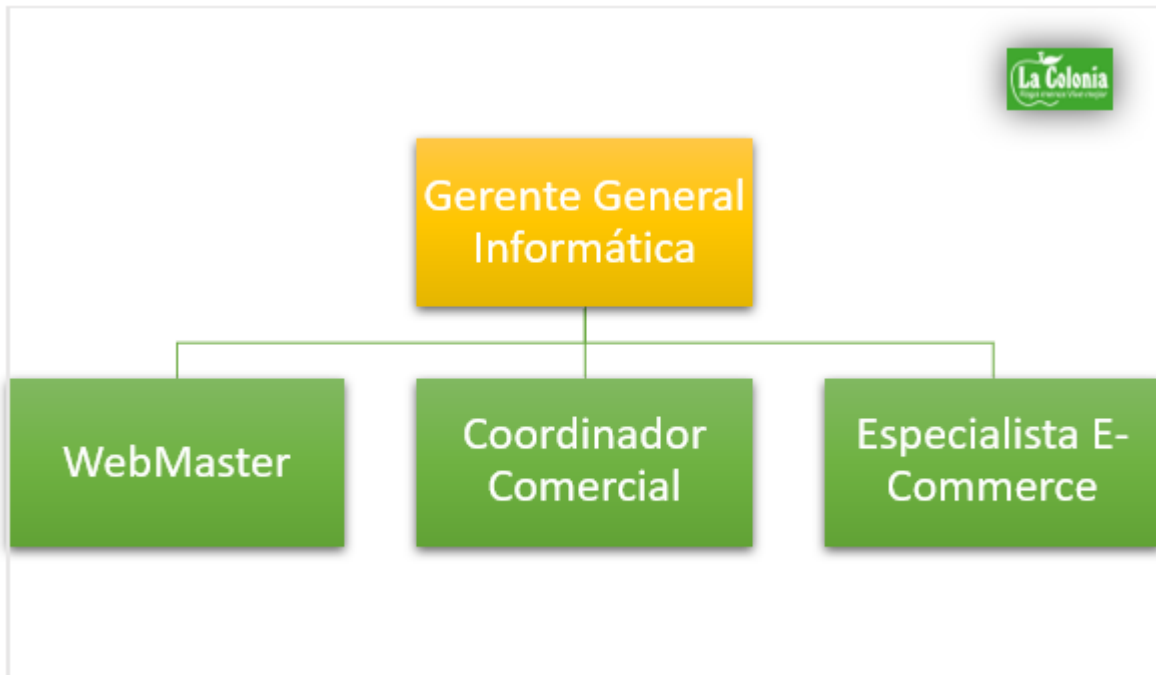 La Colonia
Gerente General
Informática
WebMaster
Coordinador
Comercial
Especialista E-
Commerce